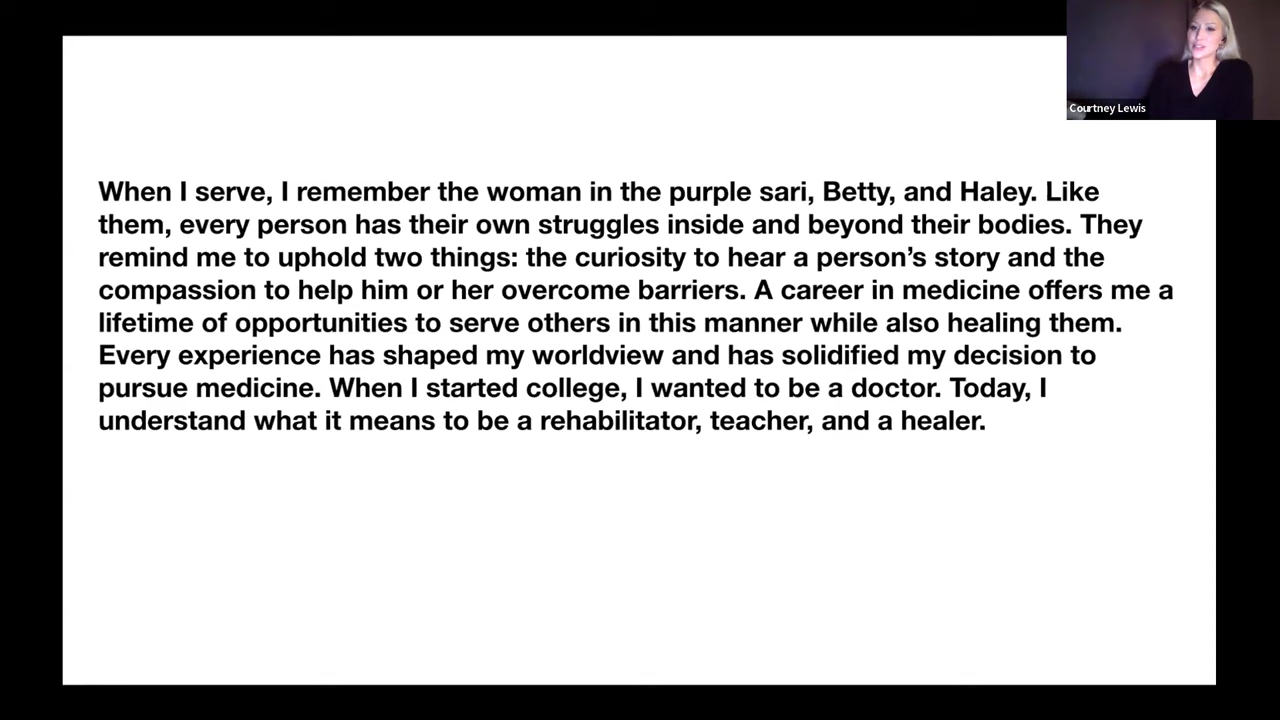 Courtney Lewis
When I serve, I remember the woman in the purple sari, Betty, and Haley. Like
them, every person has their own struggles inside and beyond their bodies. They
remind me to uphold two things: the curiosity to hear a person’s story and the
compassion to help him or her overcome barriers. A career in medicine offers me a
lifetime of opportunities to serve others in this manner while also healing them.
Every experience has shaped my worldview and has solidified my decision to
pursue medicine. When I started college, I wanted to be a doctor. Today, I
understand what it means to be a rehabilitator, teacher, and a healer.